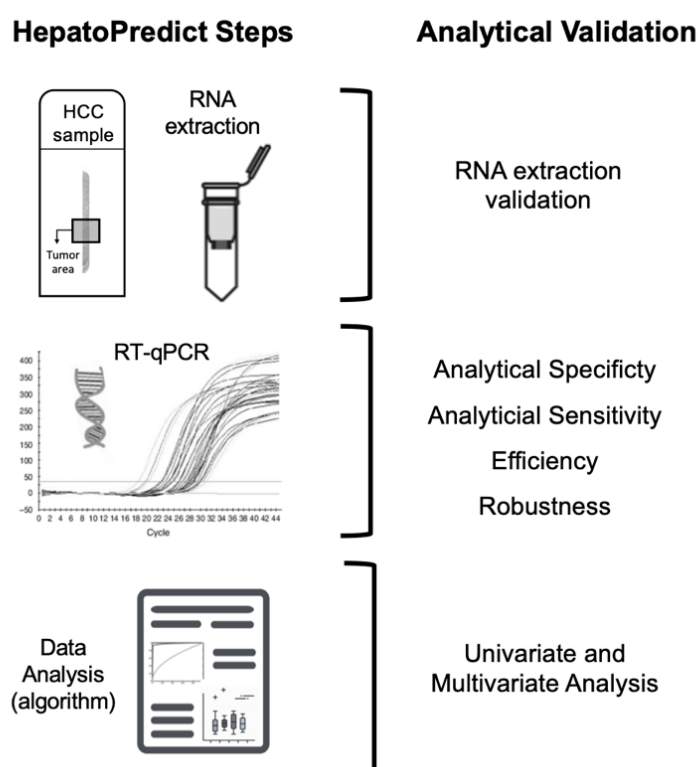 HepatoPredict Steps
Analytical Validation
HCC
sample
Tumor
area
RNA
extraction
RNA extraction
validation
RT-qPCR
400
350
300
250
200
150
100
50
0
−50
0 2 4 6 8 10 12 14 16 18 20 22 24 26 28 30 32 34 36 38 40 42 44
Cycle
Analytical Specificty
Analyticial Sensitivity
Efficiency
Robustness
Data
Analysis
(algorithm)
Univariate and
Multivariate Analysis